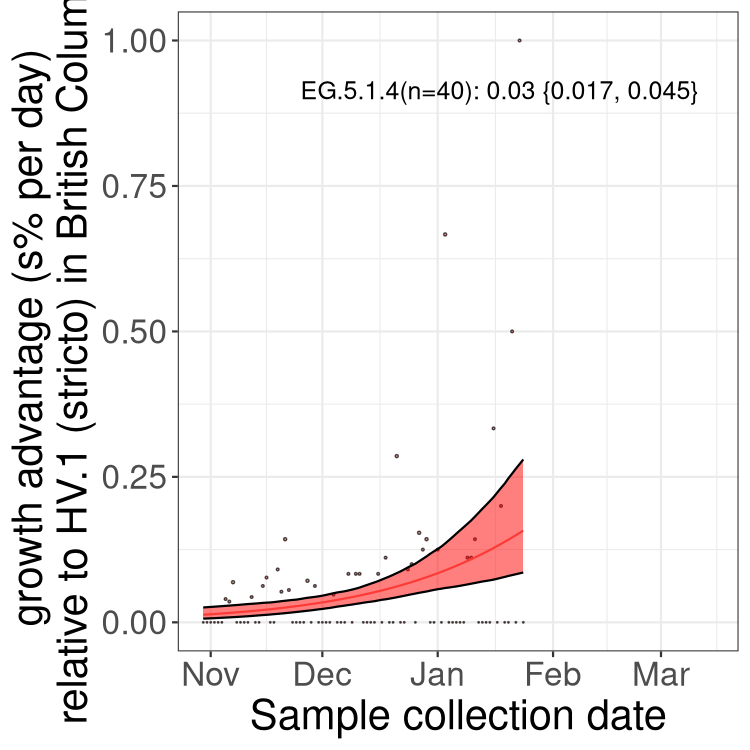 growth advantage (s% per day)
relative to HV.1 (stricto) in British Colum
1.00
0.75
0.50
0.25
0.00
EG.5.1.4(n=40): 0.03 {0.017, 0.045}
Nov Dec Jan Feb Mar
Sample collection date